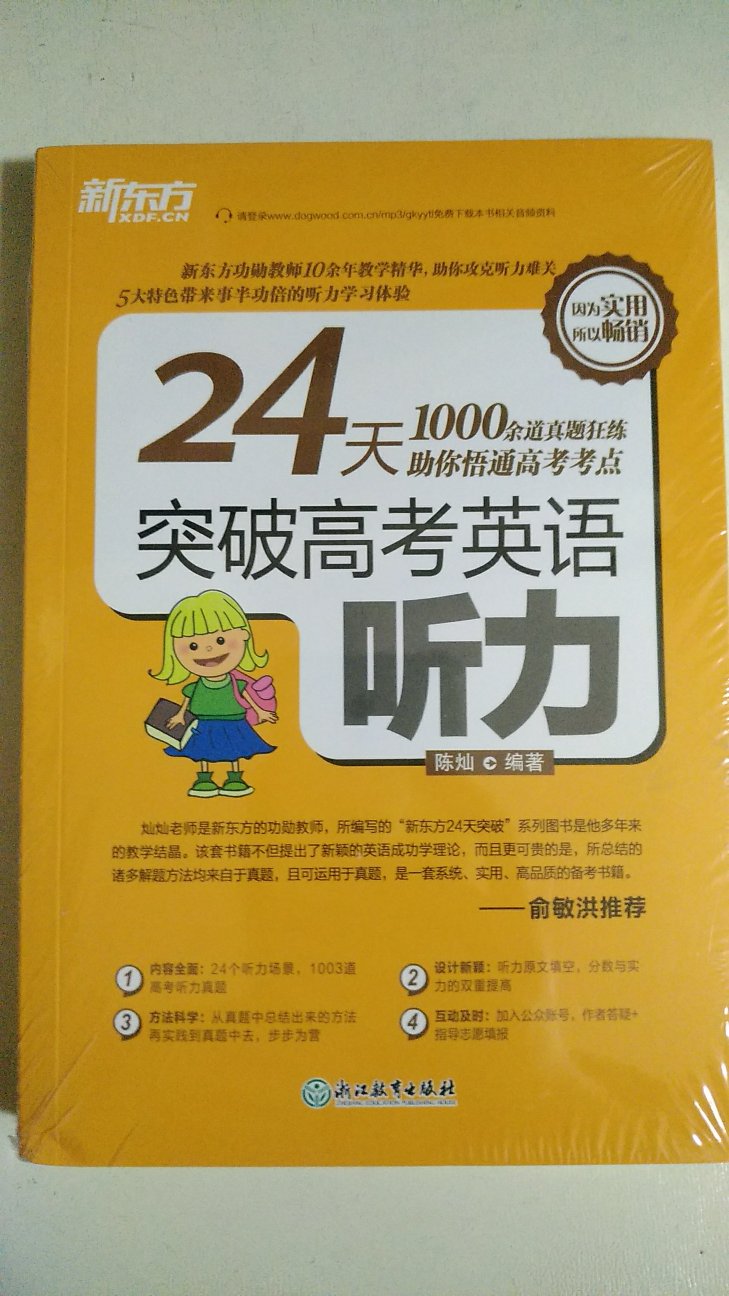 新东方
XDF.CN
请登录www.dogwood.com.cn/mp3/gkyytl免费下载本书相关音频资料
新东方功勋教师10余年教学精华，助你攻克听力难关
5大特色带来事半功倍的听力学习体验
因为实用
所以畅销
24天
1000余道真题狂练
助你悟通高考考点
突破高考英语
听力
陈灿 编著
灿灿老师是新东方的功勋教师，所编写的“新东方24天突破”系列图书是他多年来
的教学结晶。该套书籍不但提出了新颖的英语成功学理论，而且更可贵的是，所总结的
诸多解题方法均来自于真题，且可运用于真题，是一套系统、实用、高品质的备考书籍。
——俞敏洪推荐
1 内容全面：24个听力场景，1003道
高考听力真题
2 设计新颖：听力原文填空，分数与实
力的双重提高
3 方法科学：从真题中总结出来的方法
再实践到真题中去，步步为营
4 互动及时：加入公众账号，作者答疑+
指导志愿填报
浙江教育出版社
ZHEJIANG EDUCATION PUBLISHING HOUSE